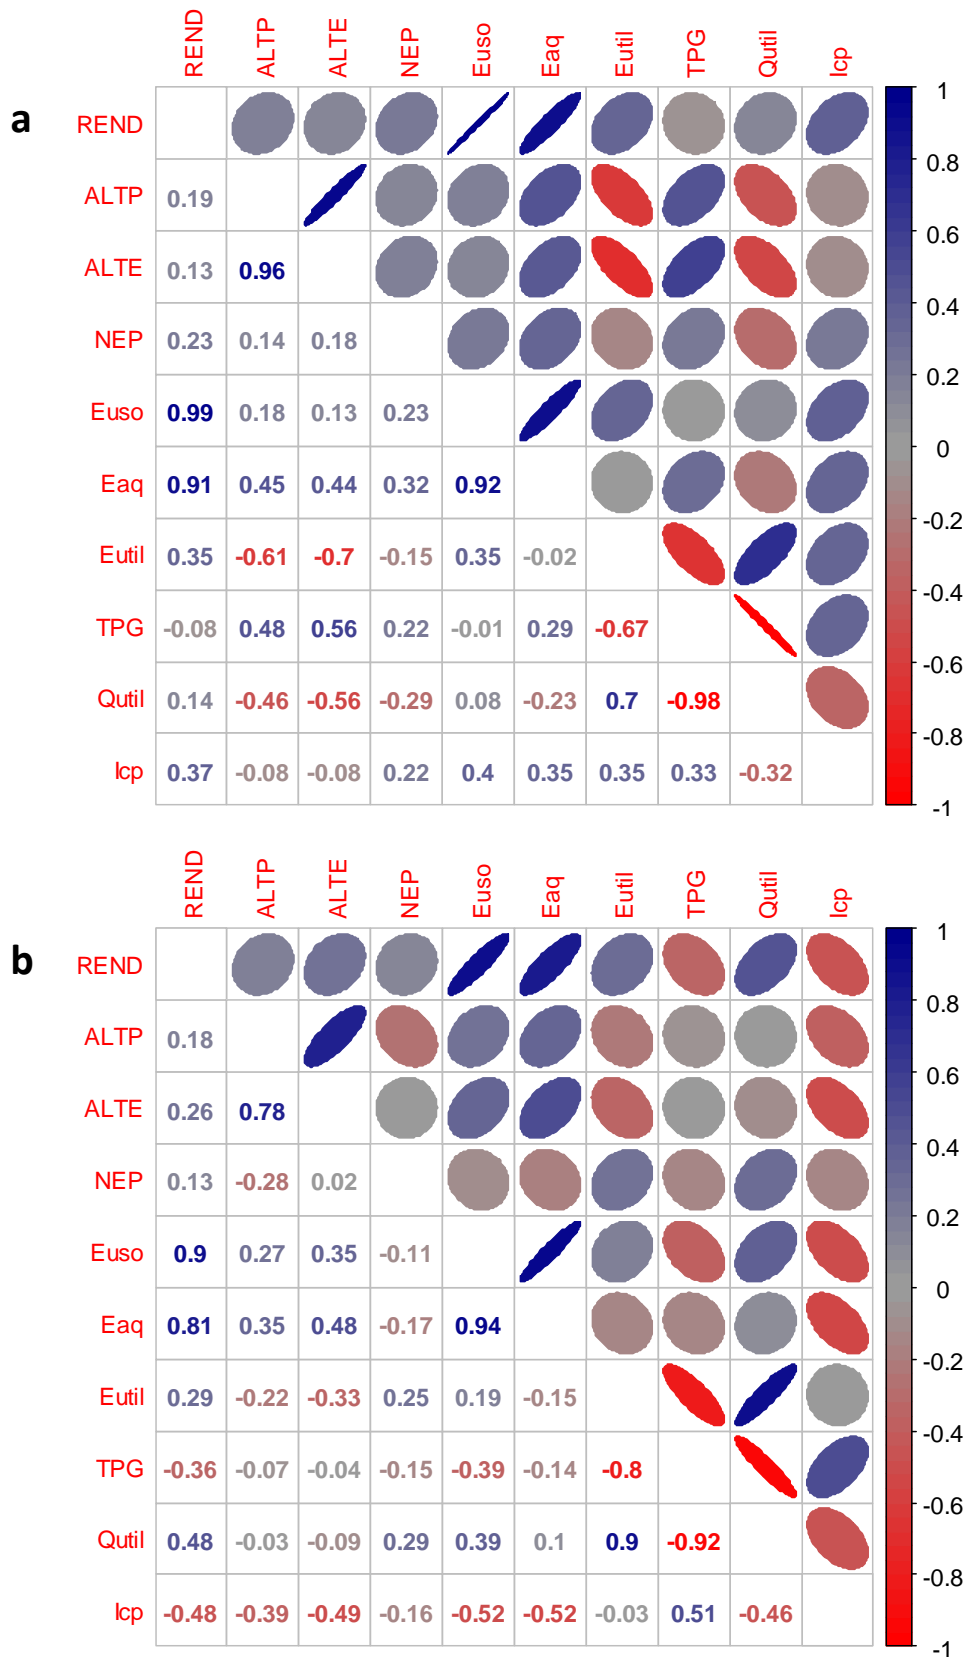 REND ALTP ALTE NEP Euso Eaq Eutil TPG Qutil Icp
a
REND 1
ALTP 0.19 0.8
ALTE 0.13 0.96 0.6
NEP 0.23 0.14 0.18 0.4
Euso 0.99 0.18 0.13 0.23 0.2
0
Eaq 0.91 0.45 0.44 0.32 0.92 -0.2
Eutil 0.35 -0.61 -0.7 -0.15 0.35 -0.02 -0.4
TPG -0.08 0.48 0.56 0.22 -0.01 0.29 -0.67 -0.6
Qutil 0.14 -0.46 -0.56 -0.29 0.08 -0.23 0.7 -0.98 -0.8
Icp 0.37 -0.08 -0.08 0.22 0.4 0.35 0.35 0.33 -0.32 -1
REND ALTP ALTE NEP Euso Eaq Eutil TPG Qutil Icp
b
REND 1
ALTP 0.18 0.8
ALTE 0.26 0.78 0.6
NEP 0.13 -0.28 0.02 0.4
Euso 0.9 0.27 0.35 -0.11 0.2
0
Eaq 0.81 0.35 0.48 -0.17 0.94 -0.2
Eutil 0.29 -0.22 -0.33 0.25 0.19 -0.15 -0.4
TPG -0.36 -0.07 -0.04 -0.15 -0.39 -0.14 -0.8 -0.6
Qutil 0.48 -0.03 -0.09 0.29 0.39 0.1 0.9 -0.92 -0.8
Icp -0.48 -0.39 -0.49 -0.16 -0.52 -0.52 -0.03 0.51 -0.46 -1